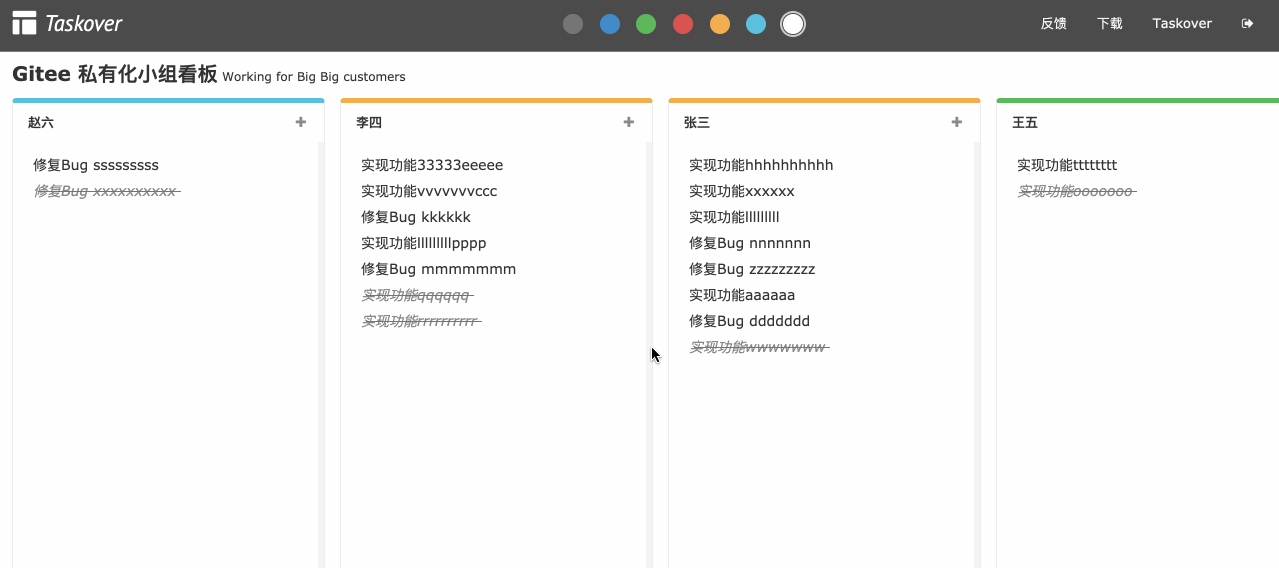 Taskover
反馈
下载
Taskover
Gitee 私有化小组看板 Working for Big Big customers
赵六
修复Bug sssssssss
修复Bug xxxxxxxxxx
李四
实现功能33333eeeee
实现功能vvvvvvvccc
修复Bug kkkkkk
实现功能lllllllllpppp
修复Bug mmmmmmm
实现功能qqqqqq
实现功能rrrrrrrrrr
张三
实现功能hhhhhhhhhh
实现功能xxxxxx
实现功能lllllllll
修复Bug nnnnnnn
修复Bug zzzzzzzzz
实现功能aaaaaa
修复Bug ddddddd
实现功能wwwwwww
王五
实现功能tttttttt
实现功能ooooooo